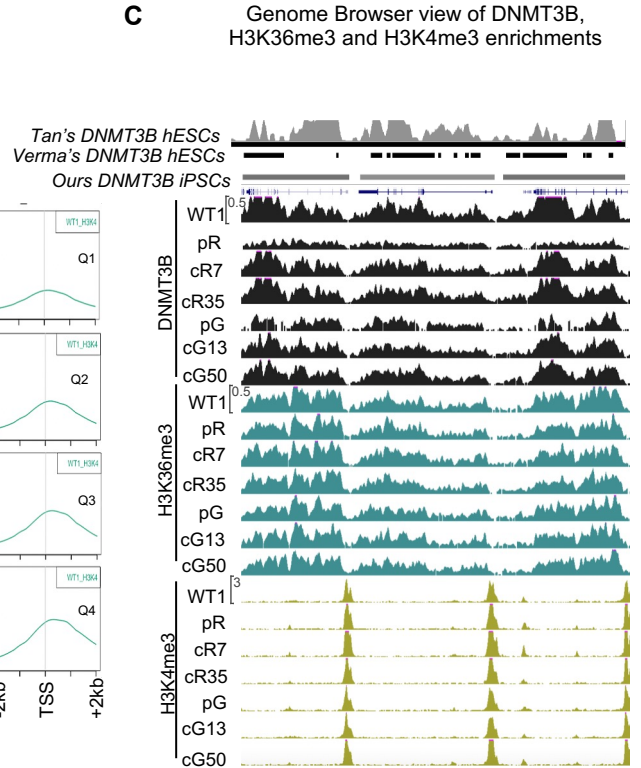 C
Genome Browser view of DNMT3B,
H3K36me3 and H3K4me3 enrichments
Tan's DNMT3B hESCs
Verma's DNMT3B hESCs
Ours DNMT3B iPSCs
WT1_H3K4
Q1
WT1_H3K4
Q2
WT1_H3K4
Q3
WT1_H3K4
Q4
-2kb
TSS
+2kb
DNMT3B
WT1
0.5
pR
cR7
cR35
pG
cG13
cG50
H3K36me3
WT1
0.5
pR
cR7
cR35
pG
cG13
cG50
H3K4me3
WT1
3
pR
cR7
cR35
pG
cG13
cG50